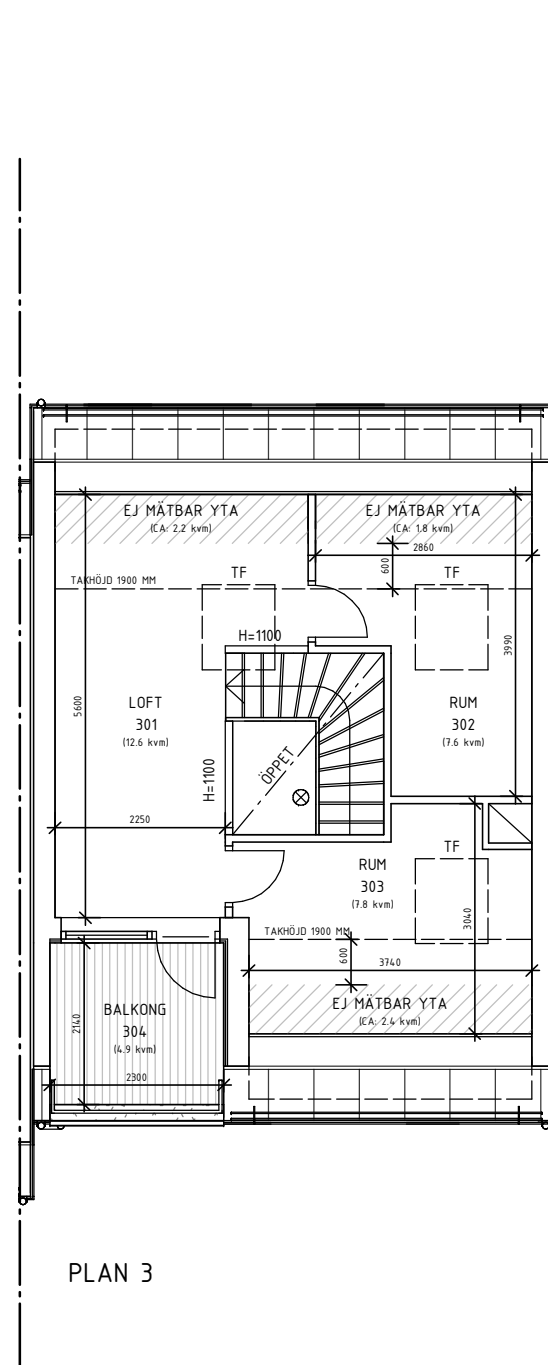 EJ MÄTBAR YTA
(CA: 2.2 kvm)
EJ MÄTBAR YTA
(CA: 1.8 kvm)
2860
600
TAKHÖJD 1900 MM
TF
TF
H=1100
3990
5600
LOFT
301
(12.6 kvm)
RUM
302
(7.6 kvm)
ÖPPET
H=1100
2250
TF
RUM
303
(7.8 kvm)
3040
TAKHÖJD 1900 MM
600
3740
EJ MÄTBAR YTA
(CA: 2.4 kvm)
BALKONG
304
(4.9 kvm)
2140
2300
PLAN 3